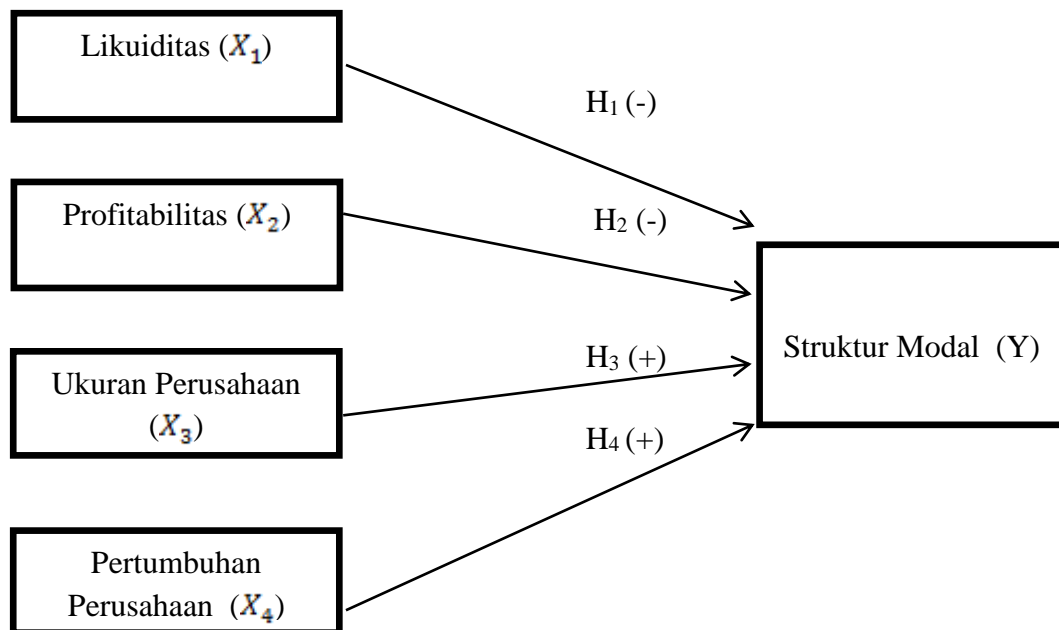 Likuiditas (X₁)
H₁ (-)
Profitabilitas (X₂)
H₂ (-)
Struktur Modal (Y)
Ukuran Perusahaan
(X₃)
H₃ (+)
H₄ (+)
Pertumbuhan
Perusahaan (X₄)